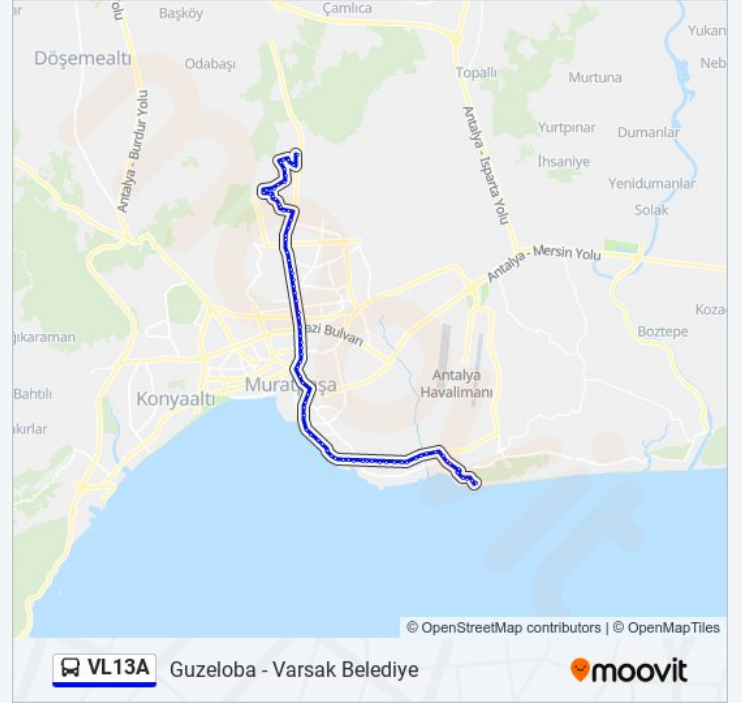 Çamlıca
Başköy
Yukarı
Döşemealtı
Odabaşı
Topallı
Murtuna
Antalya - Burdur Yolu
Antalya - Isparta Yolu
Yurtpınar
Dumanlar
İhsaniye
Yenidumanlar
Solak
Antalya - Mersin Yolu
azi Bulvarı
Boztepe
Antalya
Havalimanı
Muratpaşa
Bahtılı
Konyaaltı
© OpenStreetMap contributors | © OpenMapTiles
VL13A Guzeloba - Varsak Belediye
moovit